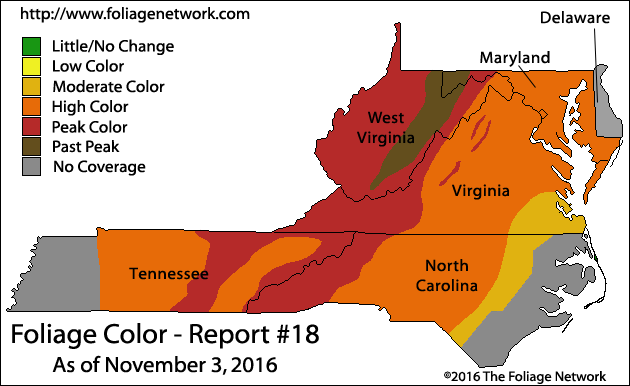 http://www.foliagenetwork.com
Delaware
Little/No Change
Low Color
Maryland
Moderate Color
High Color
West
Virginia
Peak Color
Past Peak
No Coverage
Virginia
Tennessee
North
Carolina
Foliage Color - Report #18
As of November 3, 2016
©2016 The Foliage Network